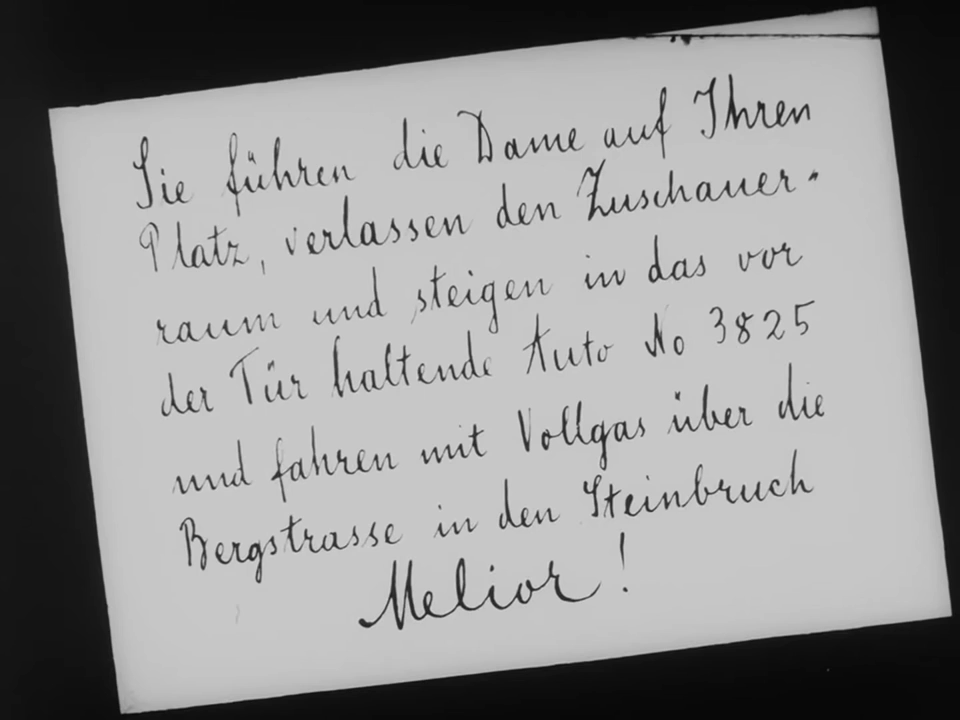 Sie führen die Dame auf Ihren
Platz, verlassen den Zuschauer-
raum und steigen in das vor
der Tür haltende Auto No 3825
und fahren mit Vollgas über die
Bergstrasse in den Steinbruch
Melior!